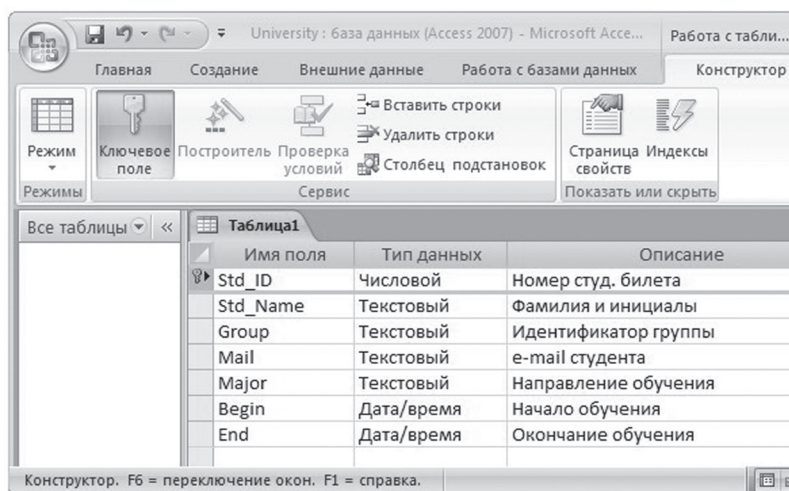 University : база данных (Access 2007) - Microsoft Acce...
Работа с табли...
Главная
Создание
Внешние данные
Работа с базами данных
Конструктор
Режим
Режимы
Ключевое поле
Построитель
Проверка условий
Вставить строки
Удалить строки
Столбец подстановок
Сервис
Страница свойств
Индексы
Показать или скрыть
Все таблицы
Таблица1
Имя поля Тип данных Описание
Std_ID Числовой Номер студ. билета
Std_Name Текстовый Фамилия и инициалы
Group Текстовый Идентификатор группы
Mail Текстовый e-mail студента
Major Текстовый Направление обучения
Begin Дата/время Начало обучения
End Дата/время Окончание обучения
Конструктор. F6 = переключение окон. F1 = справка.